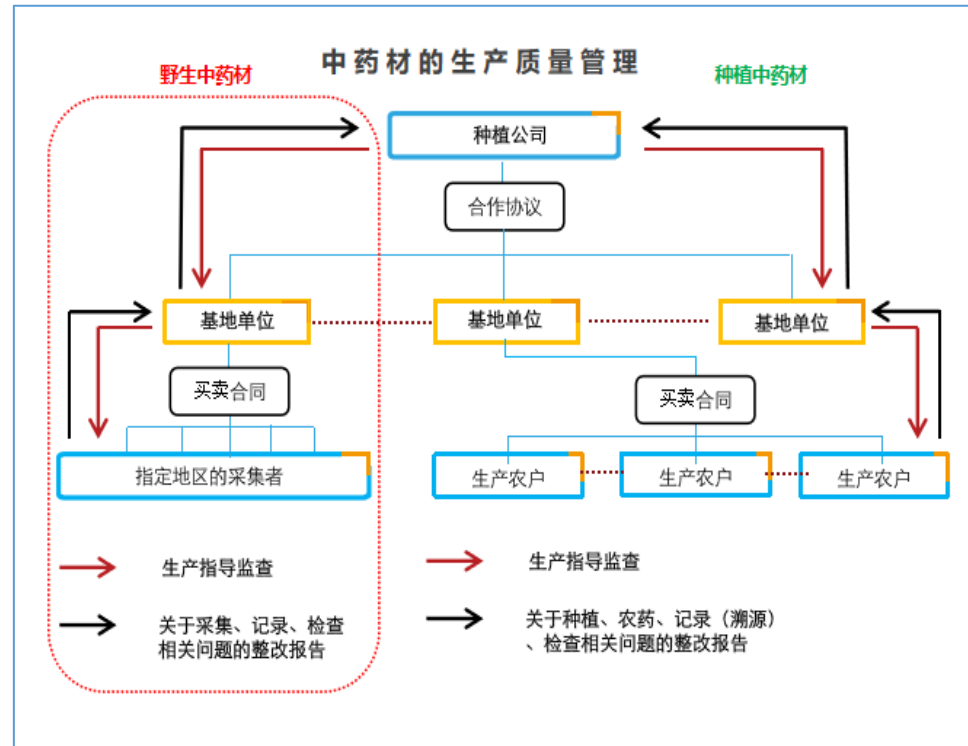 中药材的生产质量管理
野生中药材
种植中药材
种植公司
合作协议
基地单位
基地单位
基地单位
买卖合同
买卖合同
指定地区的采集者
生产农户
生产农户
生产农户
生产指导监查
关于采集、记录、检查
相关问题的整改报告
生产指导监查
关于种植、农药、记录（溯源）
、检查相关问题的整改报告